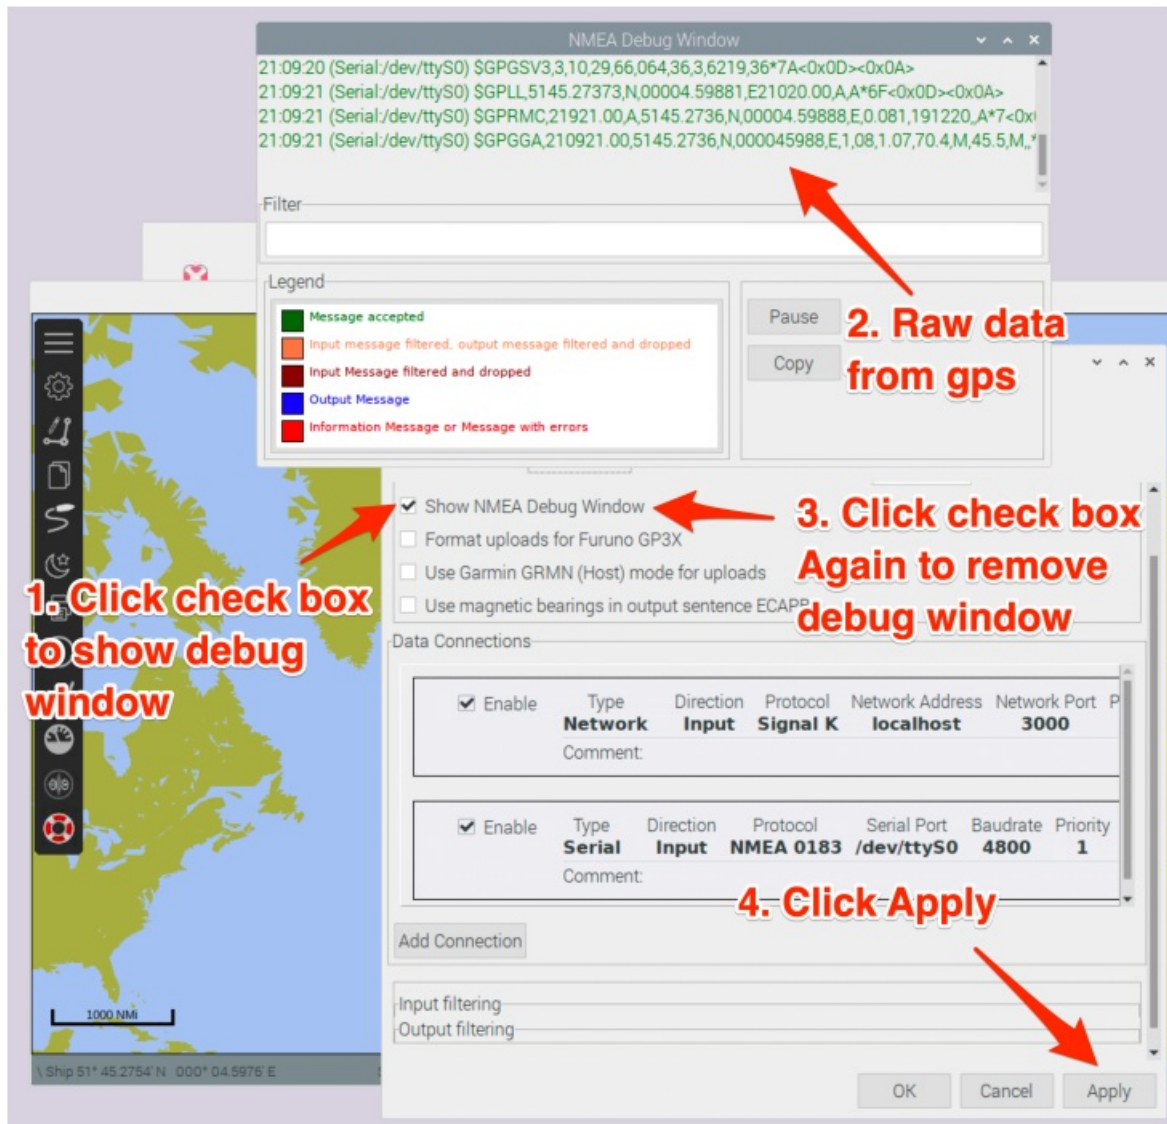 NMEA Debug Window
21:09:20 (Serial:/dev/ttyS0) $GPGSV3,3,10,29,66,064,36,3,6219,36*7A<0x0D><0x0A>
21:09:21 (Serial:/dev/ttyS0) $GPLL,5145.27373,N,00004.59881,E21020.00,A,A*6F<0x0D><0x0A>
21:09:21 (Serial:/dev/ttyS0) $GPRMC,21921.00,A,5145.2736,N,00004.59888,E,0.081,191220,,A*7<0x
21:09:21 (Serial:/dev/ttyS0) $GPGGA,210921.00,5145.2736,N,000045988,E,1,08,1.07,70.4,M,45.5,M,,*
Filter
Legend
Message accepted
Input message filtered, output message filtered and dropped
Input Message filtered and dropped
Output Message
Information Message or Message with errors
Pause
Copy
2. Raw data
from gps
Show NMEA Debug Window
Format uploads for Furuno GP3X
Use Garmin GRMN (Host) mode for uploads
Use magnetic bearings in output sentence ECAPB
3. Click check box
Again to remove
debug window
1. Click check box
to show debug
window
Data Connections
Enable Type Direction Protocol Network Address Network Port P
Network Input Signal K localhost 3000
Comment:
Enable Type Direction Protocol Serial Port Baudrate Priority
Serial Input NMEA 0183 /dev/ttyS0 4800 1
Comment:
4. Click Apply
Add Connection
Input filtering
Output filtering
1000 NMi
\ Ship 51° 45.2754' N 000° 04.5976' E
OK Cancel Apply